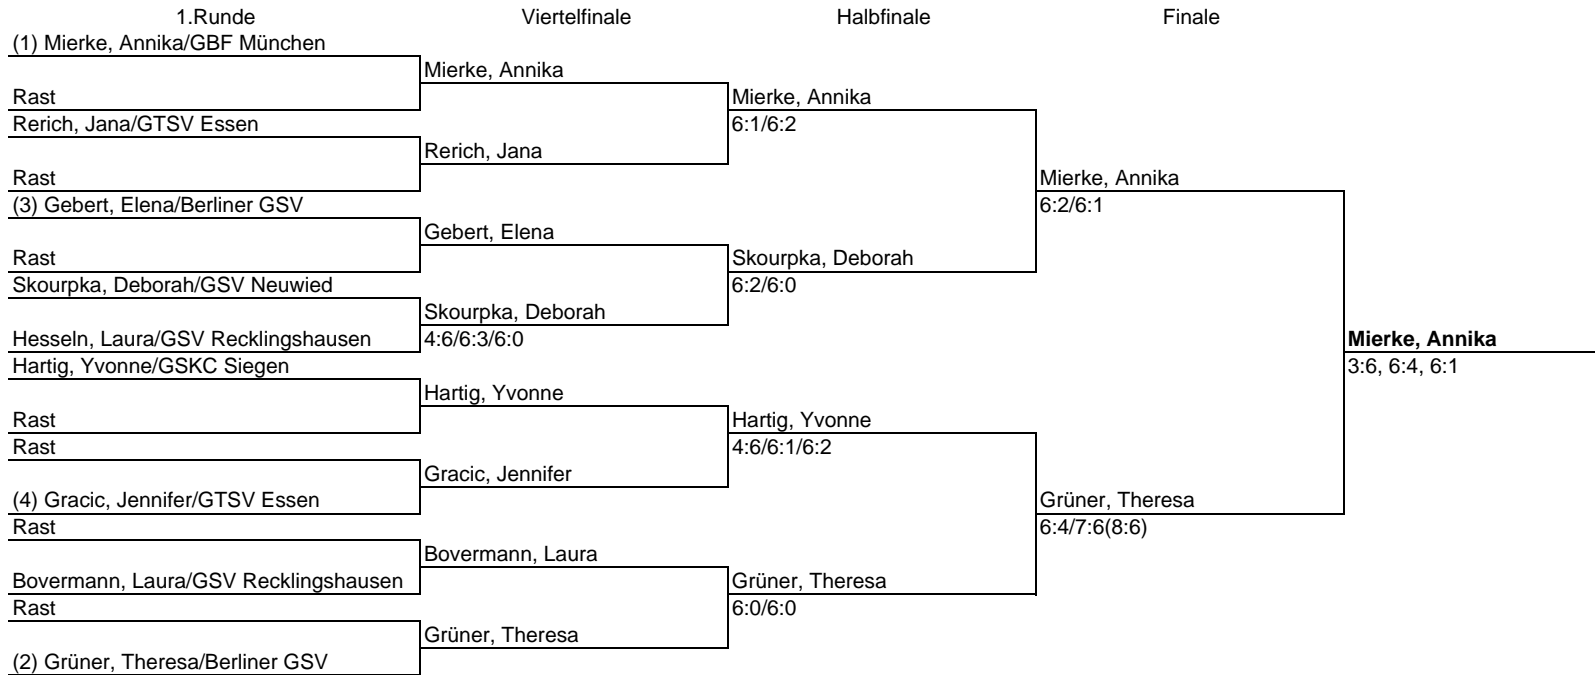 1.Runde Viertelfinale Halbfinale Finale
(1) Mierke, Annika/GBF München
Mierke, Annika
Rast
Mierke, Annika
Rerich, Jana/GTSV Essen
6:1/6:2
Rerich, Jana
Rast
Mierke, Annika
(3) Gebert, Elena/Berliner GSV
6:2/6:1
Gebert, Elena
Rast
Skourpka, Deborah
Skourpka, Deborah/GSV Neuwied
6:2/6:0
Skourpka, Deborah
Hesseln, Laura/GSV Recklingshausen
4:6/6:3/6:0
Mierke, Annika
Hartig, Yvonne/GSKC Siegen
3:6, 6:4, 6:1
Hartig, Yvonne
Rast
Hartig, Yvonne
Rast
4:6/6:1/6:2
Gracic, Jennifer
(4) Gracic, Jennifer/GTSV Essen
Grüner, Theresa
Rast
6:4/7:6(8:6)
Bovermann, Laura
Bovermann, Laura/GSV Recklingshausen
Grüner, Theresa
Rast
6:0/6:0
Grüner, Theresa
(2) Grüner, Theresa/Berliner GSV